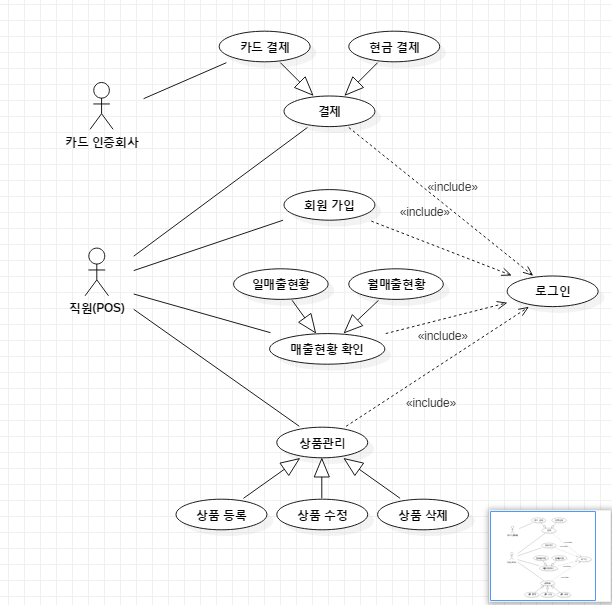 카드 결제
현금 결제
결제
카드 인증회사
«include»
회원 가입
«include»
직원(POS)
일매출현황
월매출현황
로그인
«include»
매출현황 확인
«include»
상품관리
상품 등록
상품 수정
상품 삭제